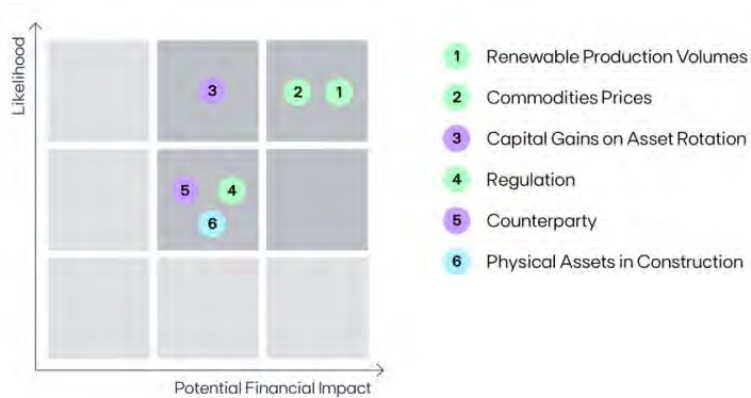 Likelihood
3
2 1
5 4
6
Potential Financial Impact
1 Renewable Production Volumes
2 Commodities Prices
3 Capital Gains on Asset Rotation
4 Regulation
5 Counterparty
6 Physical Assets in Construction